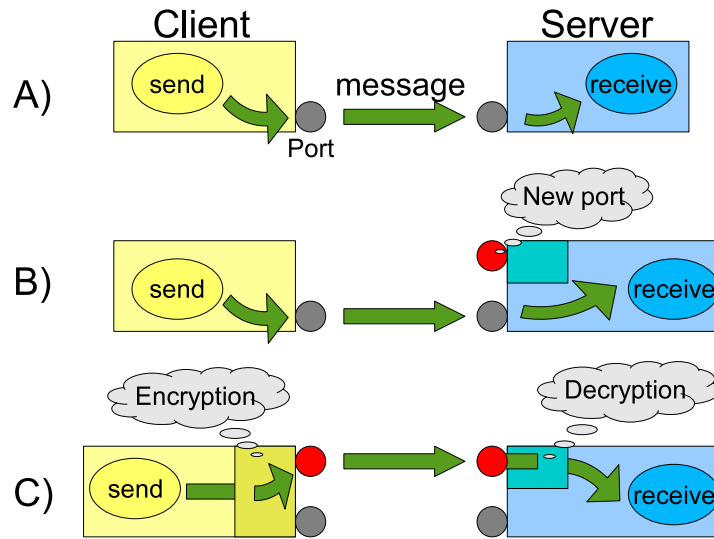 Client
Server
A)
send
message
receive
Port
New port
B)
send
receive
Encryption
Decryption
C)
send
receive